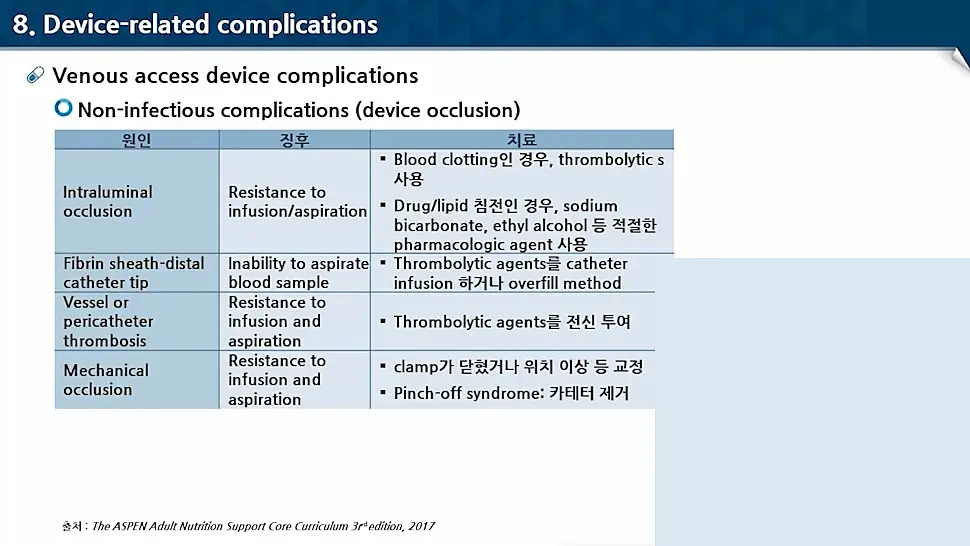 8. Device-related complications
Venous access device complications
Non-infectious complications (device occlusion)
원인 징후 치료
Intraluminal
occlusion
Resistance to
infusion/aspiration
▪ Blood clotting인 경우, thrombolytic s
사용
▪ Drug/lipid 침전인 경우, sodium
bicarbonate, ethyl alcohol 등 적절한
pharmacologic agent 사용
Fibrin sheath-distal
catheter tip
Inability to aspirate
blood sample
▪ Thrombolytic agents를 catheter
infusion 하거나 overfill method
Vessel or
pericatheter
thrombosis
Resistance to
infusion and
aspiration
▪ Thrombolytic agents를 전신 투여
Mechanical
occlusion
Resistance to
infusion and
aspiration
▪ clamp가 닫혔거나 위치 이상 등 교정
▪ Pinch-off syndrome: 카테터 제거
출처 : The ASPEN Adult Nutrition Support Core Curriculum 3rd edition, 2017